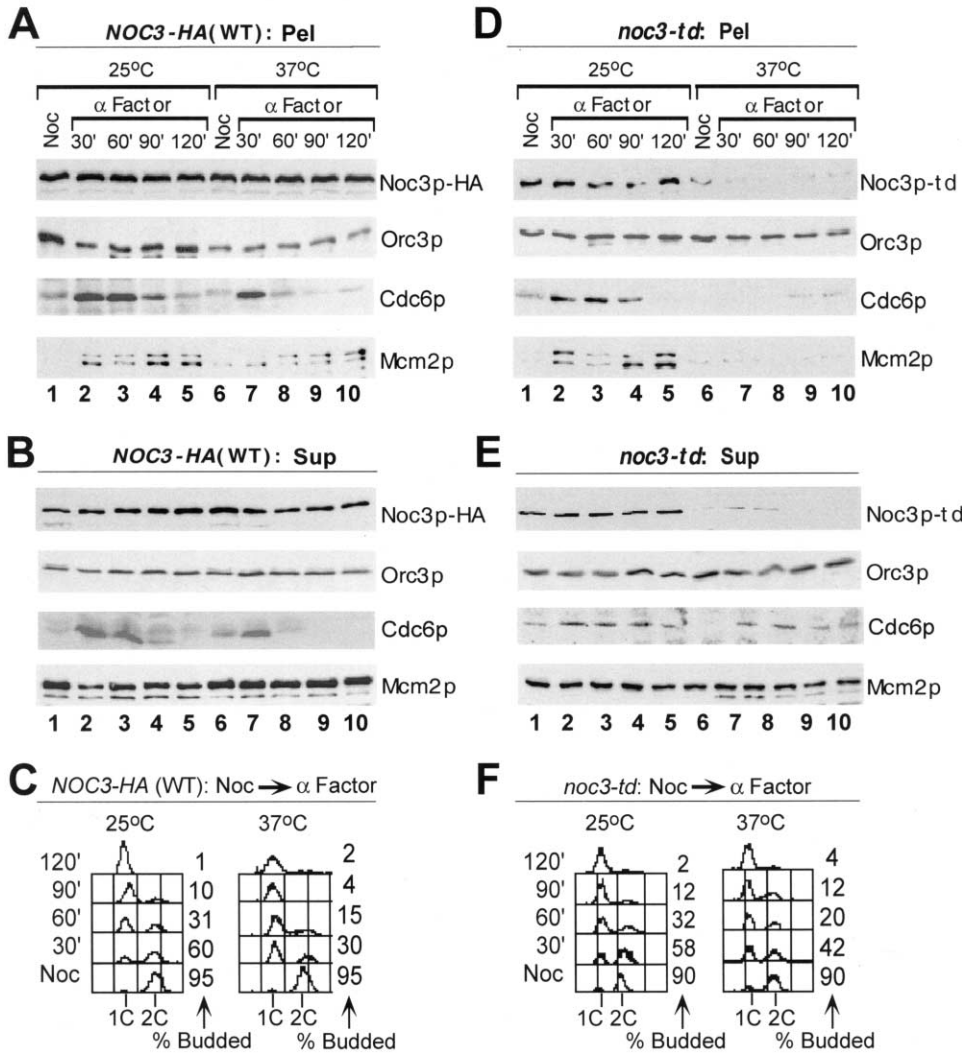 A
NOC3-HA(WT): Pel
25°C 37°C
α Factor α Factor
Noc 30' 60' 90' 120' Noc 30' 60' 90' 120'
Noc3p-HA
Orc3p
Cdc6p
Mcm2p
1 2 3 4 5 6 7 8 9 10
B
NOC3-HA(WT): Sup
Noc3p-HA
Orc3p
Cdc6p
Mcm2p
1 2 3 4 5 6 7 8 9 10
C
NOC3-HA (WT): Noc → α Factor
25°C 37°C
120' 1 2
90' 10 4
60' 31 15
30' 60 30
Noc 95 95
1C 2C 1C 2C
% Budded % Budded
D
noc3-td: Pel
25°C 37°C
α Factor α Factor
Noc 30' 60' 90' 120' Noc 30' 60' 90' 120'
Noc3p-td
Orc3p
Cdc6p
Mcm2p
1 2 3 4 5 6 7 8 9 10
E
noc3-td: Sup
Noc3p-td
Orc3p
Cdc6p
Mcm2p
1 2 3 4 5 6 7 8 9 10
F
noc3-td: Noc → α Factor
25°C 37°C
120' 2 4
90' 12 12
60' 32 20
30' 58 42
Noc 90 90
1C 2C 1C 2C
% Budded % Budded